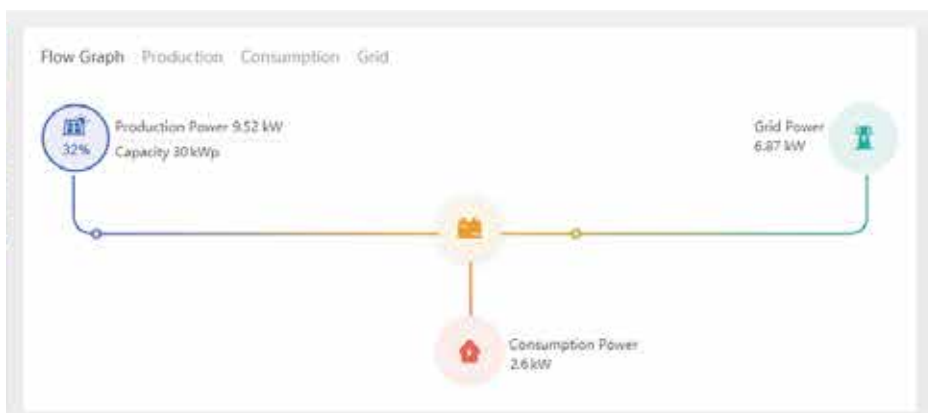 Flow Graph Production Consumption Grid
Production Power 9.52 kW
32%
Capacity 30 kWp
Grid Power
6.87 kW
Consumption Power
2.6 kW